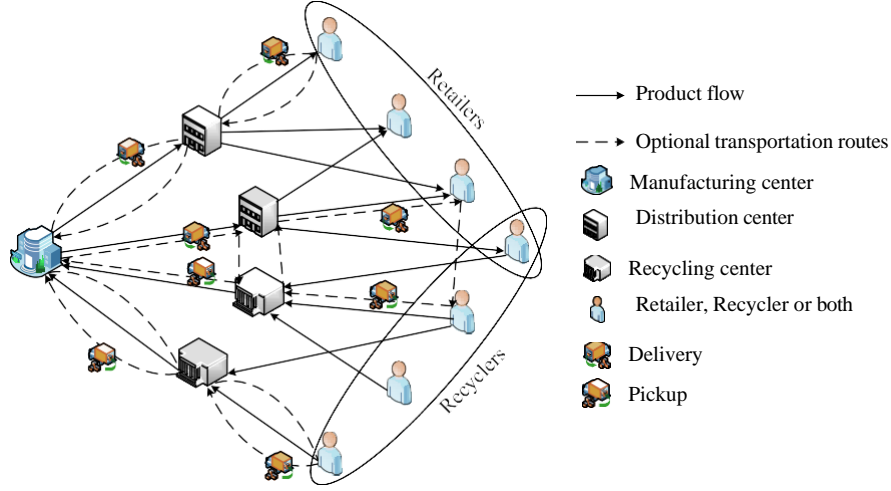 Retailers
Recyclers
Product flow
Optional transportation routes
Manufacturing center
Distribution center
Recycling center
Retailer, Recycler or both
Delivery
Pickup